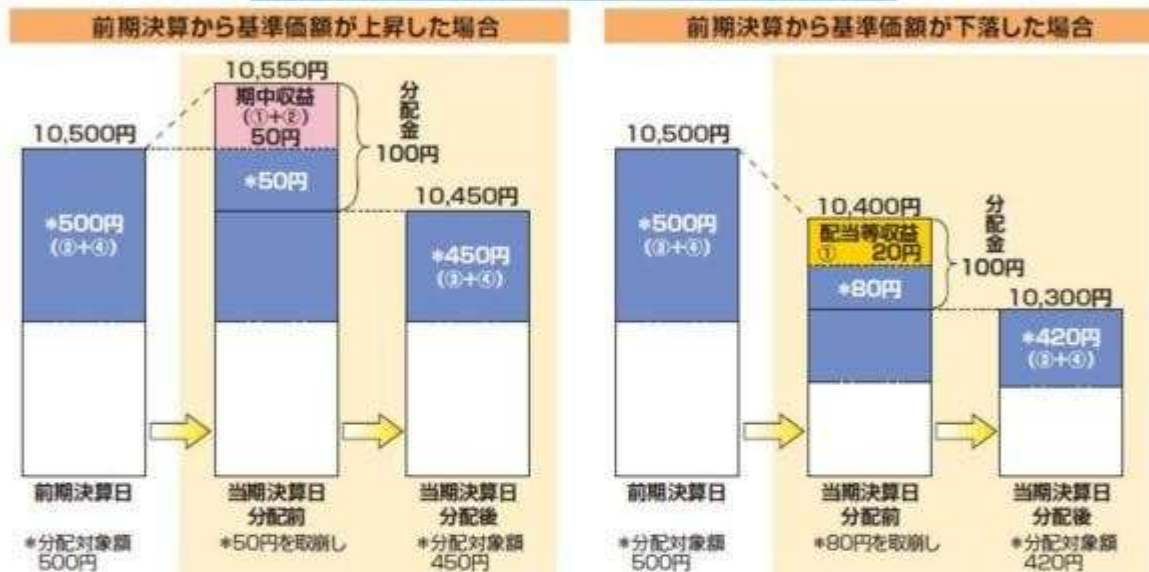 前期決算から基準価額が上昇した場合
10,500円
*500円
(③+④)
前期決算日
*分配対象額
500円
10,550円
期中収益
(①+②)
50円
*50円
分配金
100円
当期決算日
分配前
*50円を取崩し
10,450円
*450円
(③+④)
当期決算日
分配後
*分配対象額
450円
前期決算から基準価額が下落した場合
10,500円
*500円
(③+④)
前期決算日
*分配対象額
500円
10,400円
配当等収益
① 20円
*80円
分配金
100円
当期決算日
分配前
*80円を取崩し
10,300円
*420円
(③+④)
当期決算日
分配後
*分配対象額
420円